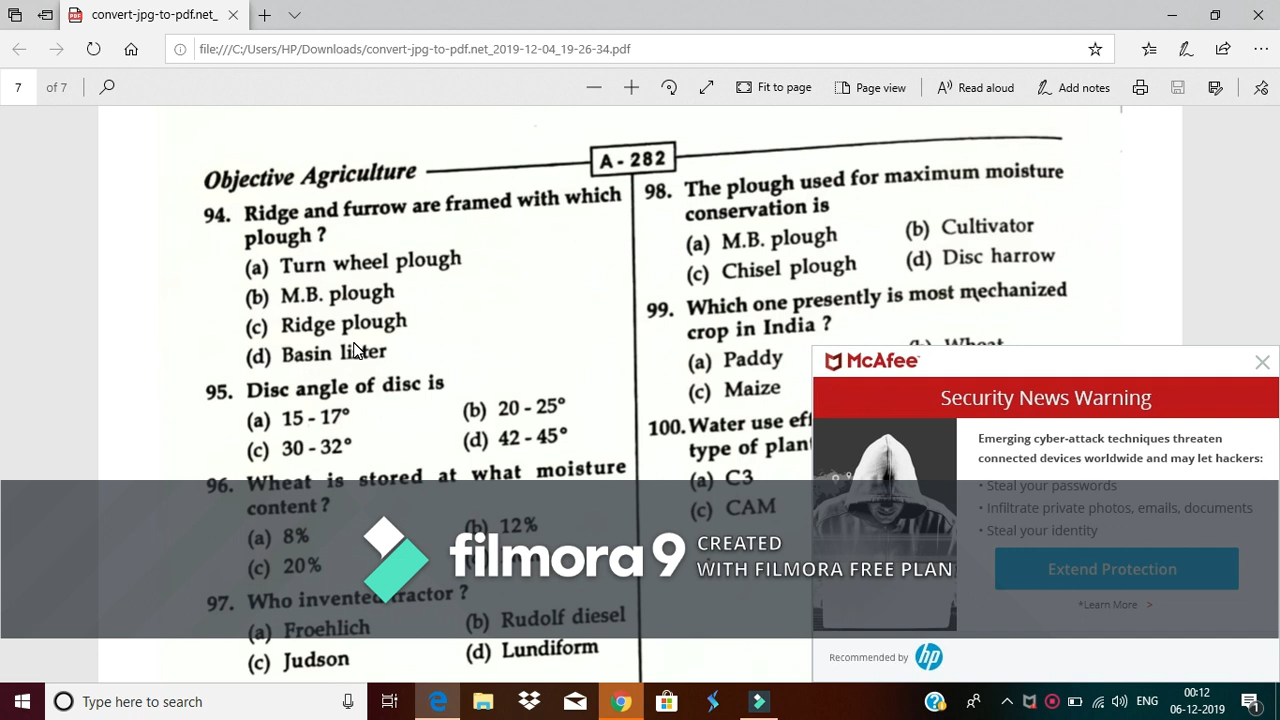 convert-jpg-to-pdf.net_
file:///C:/Users/HP/Downloads/convert-jpg-to-pdf.net_2019-12-04_19-26-34.pdf
7 of 7
Fit to page
Page view
Read aloud
Add notes
Objective Agriculture
A - 282
94. Ridge and furrow are framed with which
plough ?
(a) Turn wheel plough
(b) M.B. plough
(c) Ridge plough
(d) Basin
95. Disc angle of disc is
(a) 15 - 17° (b) 20 - 25°
(c) 30 - 32° (d) 42 - 45°
96. Wheat is stored at what moisture
content ?
(a) 8% (b) 12%
(c) 20%
97. Who invented tractor ?
(a) Froehlich (b) Rudolf diesel
(c) Judson (d) Lundiform
98. The plough used for maximum moisture
conservation is
(a) M.B. plough (b) Cultivator
(c) Chisel plough (d) Disc harrow
99. Which one presently is most mechanized
crop in India ?
(a) Paddy (b) Wheat
(c) Maize
100. Water use
type of
(a) C3
(c) CAM
McAfee
Security News Warning
Emerging cyber-attack techniques threaten
connected devices worldwide and may let hackers:
• Steal your passwords
• Infiltrate private photos, emails, documents
• Steal your identity
Extend Protection
*Learn More >
Recommended by hp
filmora 9 CREATED
WITH FILMORA FREE PLAN
Type here to search
ENG
00:12
06-12-2019
1